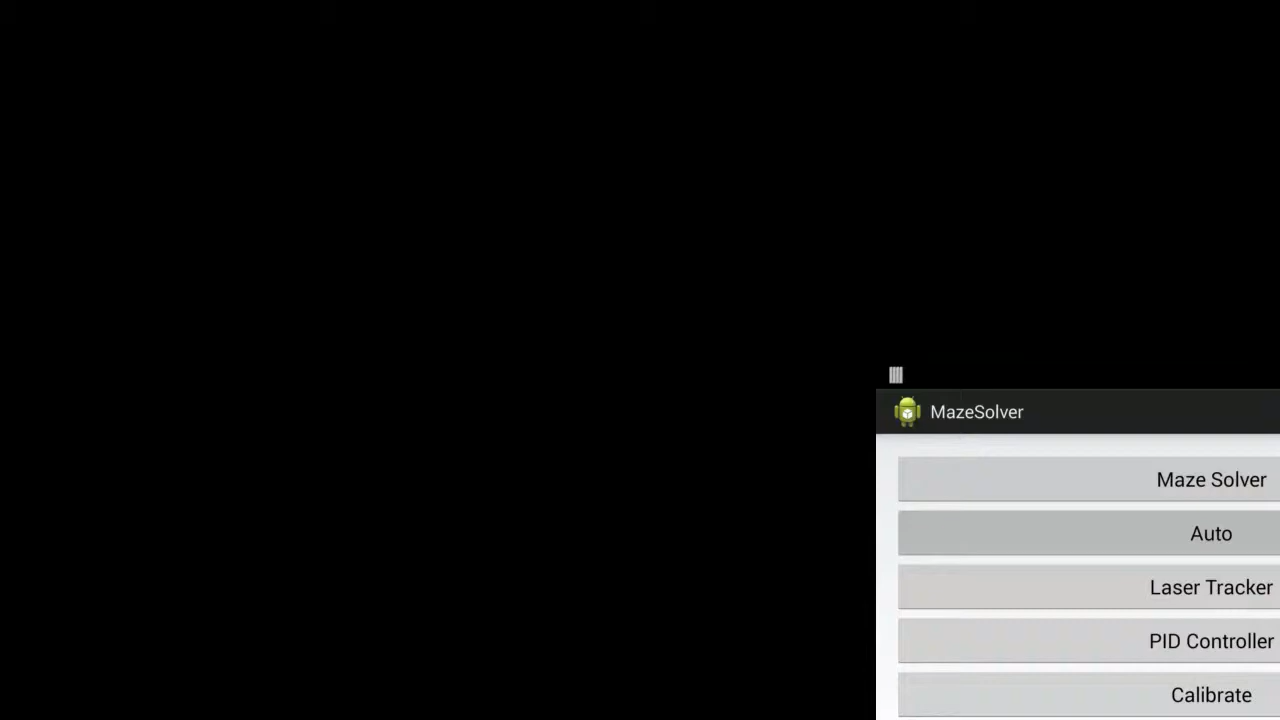 MazeSolver
Maze Solver
Auto
Laser Tracker
PID Controller
Calibrate